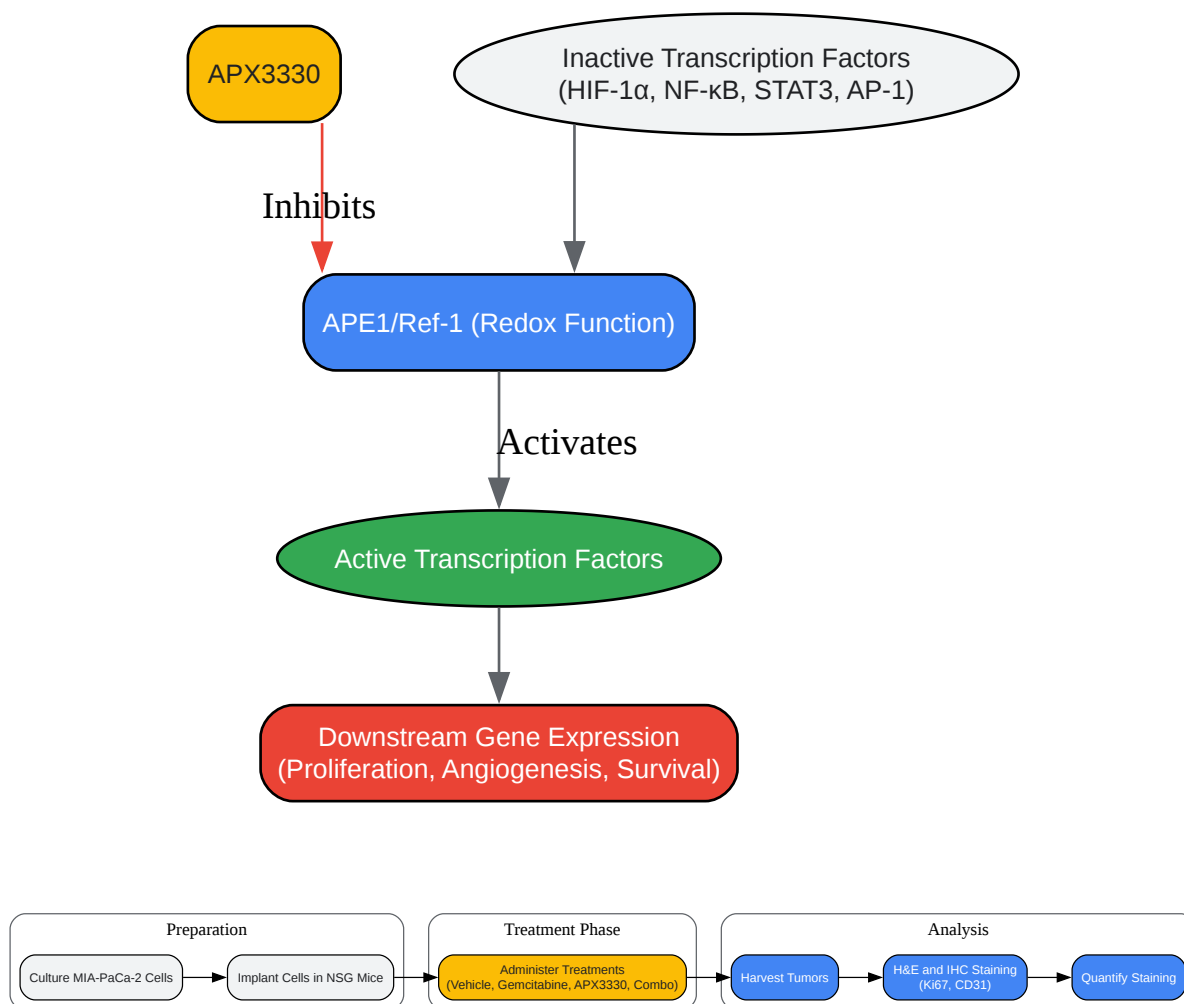 APX3330
Inactive Transcription Factors
(HIF-1α, NF-κB, STAT3, AP-1)
Inhibits
APE1/Ref-1 (Redox Function)
Activates
Active Transcription Factors
Downstream Gene Expression
(Proliferation, Angiogenesis, Survival)
Preparation
Culture MIA-PaCa-2 Cells
Implant Cells in NSG Mice
Treatment Phase
Administer Treatments
(Vehicle, Gemcitabine, APX3330, Combo)
Analysis
Harvest Tumors
H&E and IHC Staining
(Ki67, CD31)
Quantify Staining